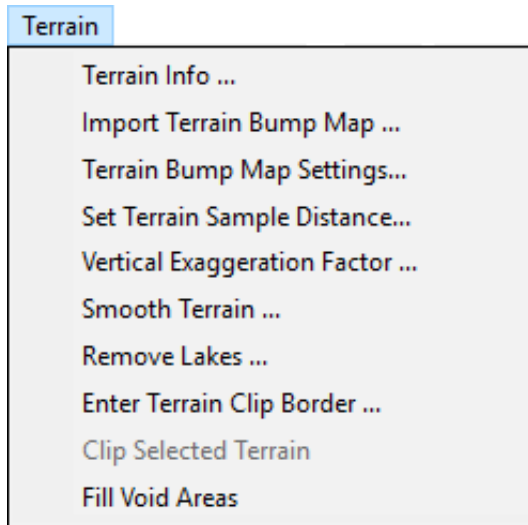 Terrain
Terrain Info ...
Import Terrain Bump Map ...
Terrain Bump Map Settings...
Set Terrain Sample Distance...
Vertical Exaggeration Factor ...
Smooth Terrain ...
Remove Lakes ...
Enter Terrain Clip Border ...
Clip Selected Terrain
Fill Void Areas